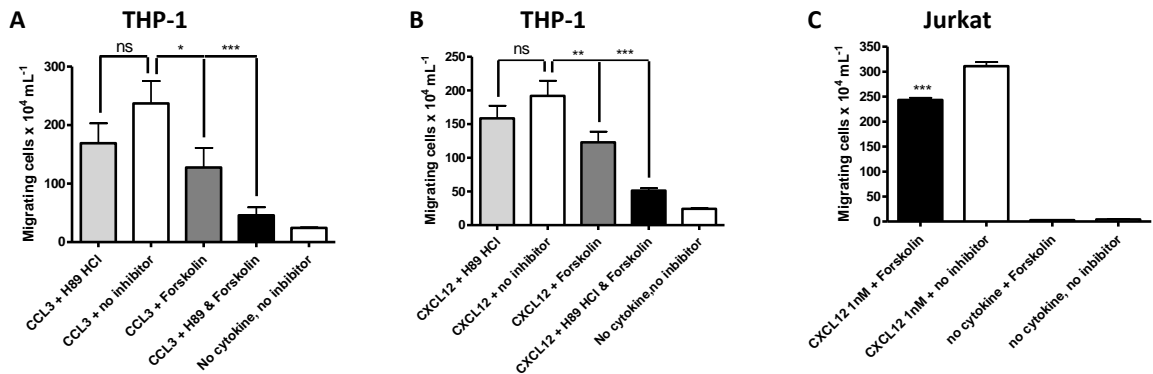 A
THP-1
Migrating cells x 10⁴ mL⁻¹
300
200
100
0
ns
*
***
CCL3 + H89 HCl
CCL3 + no inhibitor
CCL3 + Forskolin
CCL3 + H89 & Forskolin
No cytokine, no inbitor
B
THP-1
Migrating cells x 10⁴ mL⁻¹
250
200
150
100
50
0
ns
**
***
CXCL12 + H89 HCl
CXCL12 + no inhibitor
CXCL12 + Forskolin
CXCL12 + H89 HCl & Forskolin
No cytokine,no inbitor
C
Jurkat
Migrating cells x 10⁴ mL⁻¹
350
300
250
200
150
100
50
0
***
CXCL12 1nM + Forskolin
CXCL12 1nM + no inhibitor
no cytokine + Forskolin
no cytokine, no inibitor